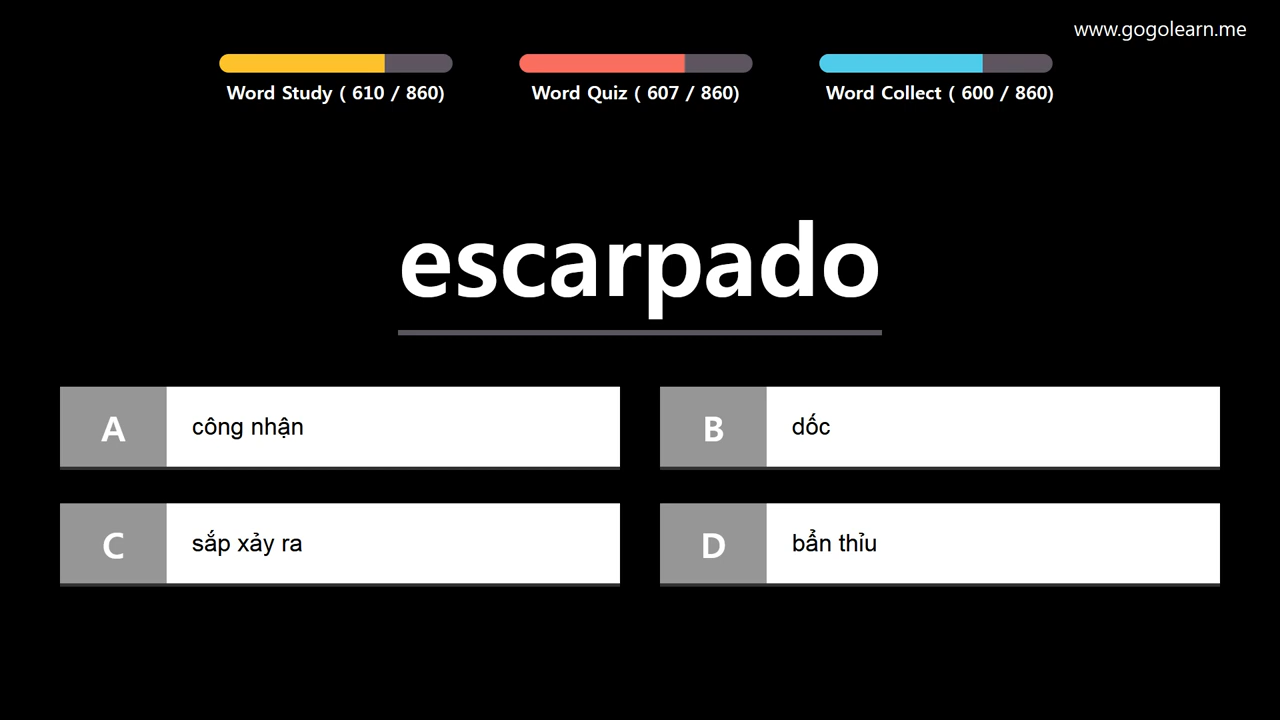 www.gogolearn.me
Word Study ( 610 / 860)
Word Quiz ( 607 / 860)
Word Collect ( 600 / 860)
escarpado
A công nhận
B dốc
C sắp xảy ra
D bẩn thỉu